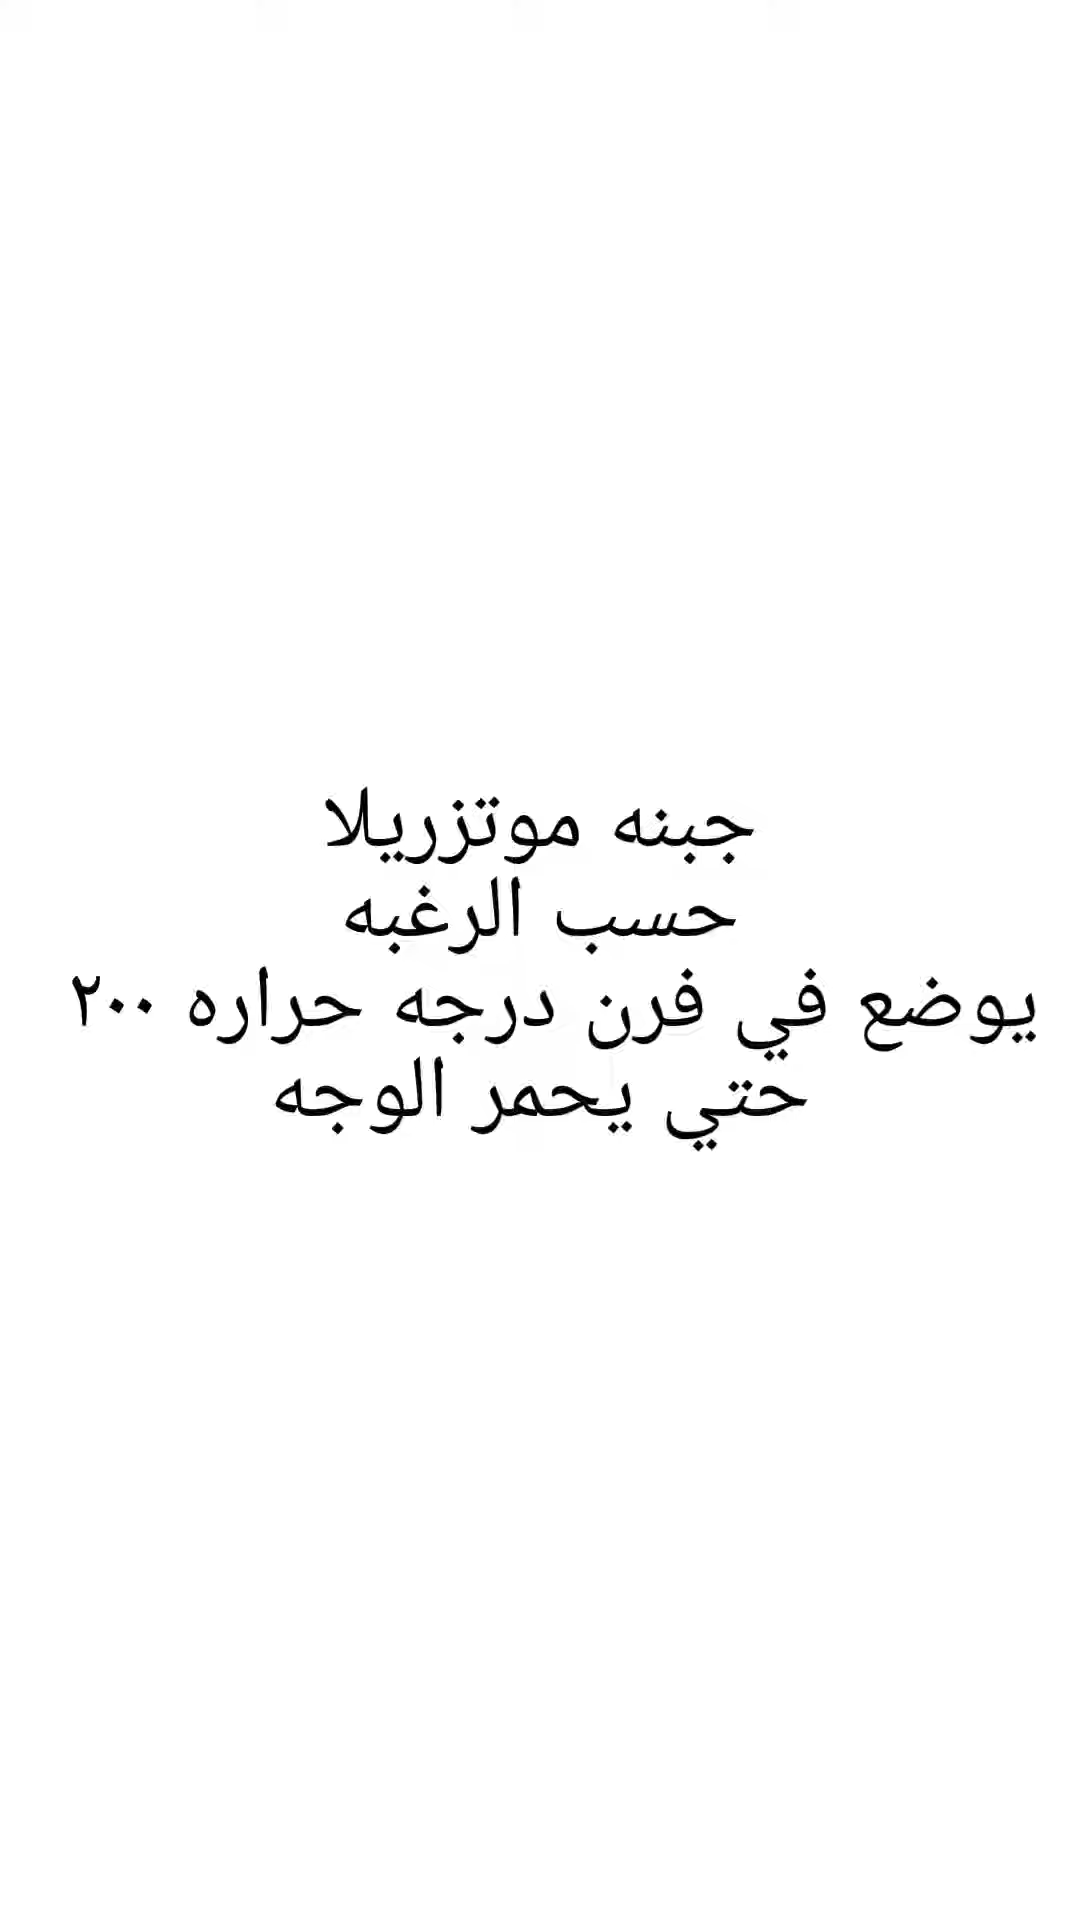 جبنه موتزريلا
حسب الرغبه
يوضع في فرن درجه حراره ٢٠٠
حتي يحمر الوجه